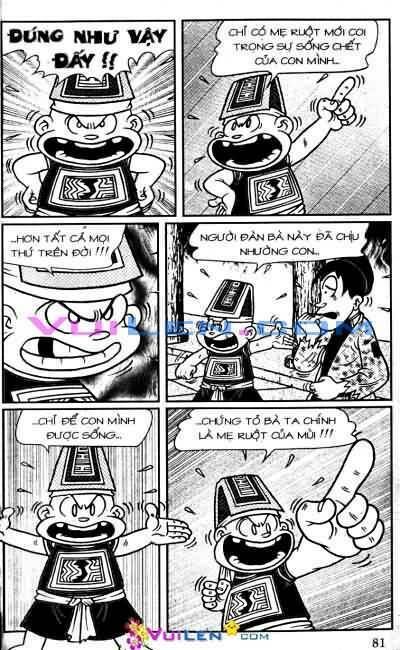 ĐÚNG NHƯ VẬY
ĐẤY !!
CHỈ CÓ MẸ RUỘT MỚI COI
TRỌNG SỰ SỐNG CHẾT
CỦA CON MÌNH...
...HƠN TẤT CẢ MỌI
THỨ TRÊN ĐỜI !!!
NGƯỜI ĐÀN BÀ NÀY ĐÃ CHỊU
NHƯỜNG CON...
VUILEN.COM
...CHỈ ĐỂ CON MÌNH
ĐƯỢC SỐNG...
...CHỨNG TỎ BÀ TA CHÍNH
LÀ MẸ RUỘT CỦA MÙI !!!
81
VUILEN.COM